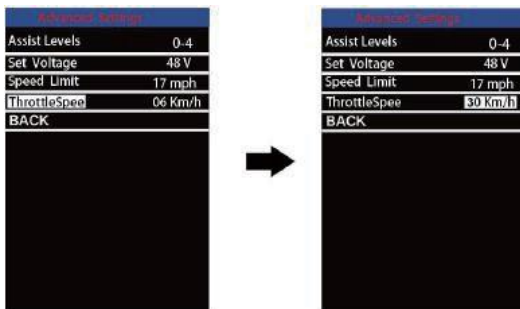 Advanced Settings
Assist Levels 0-4
Set Voltage 48 V
Speed Limit 17 mph
ThrottleSpee 06 Km/h
BACK
Advanced Settings
Assist Levels 0-4
Set Voltage 48 V
Speed Limit 17 mph
ThrottleSpee 30 Km/h
BACK